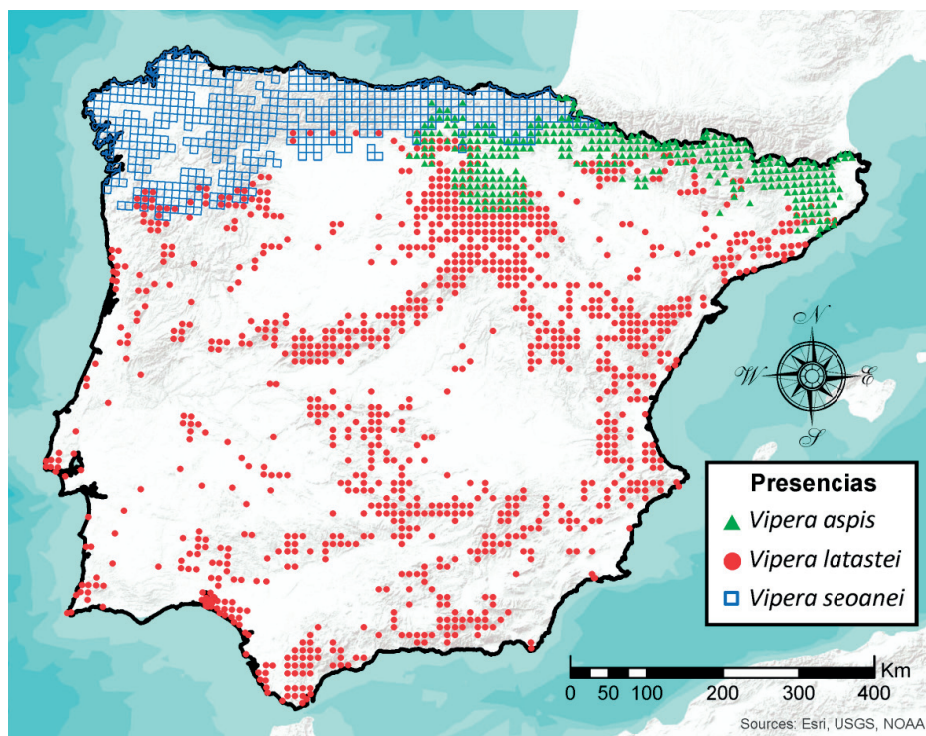 N
W E
S
Presencias
Vipera aspis
Vipera latastei
Vipera seoanei
Km
0 50 100 200 300 400
Sources: Esri, USGS, NOAA